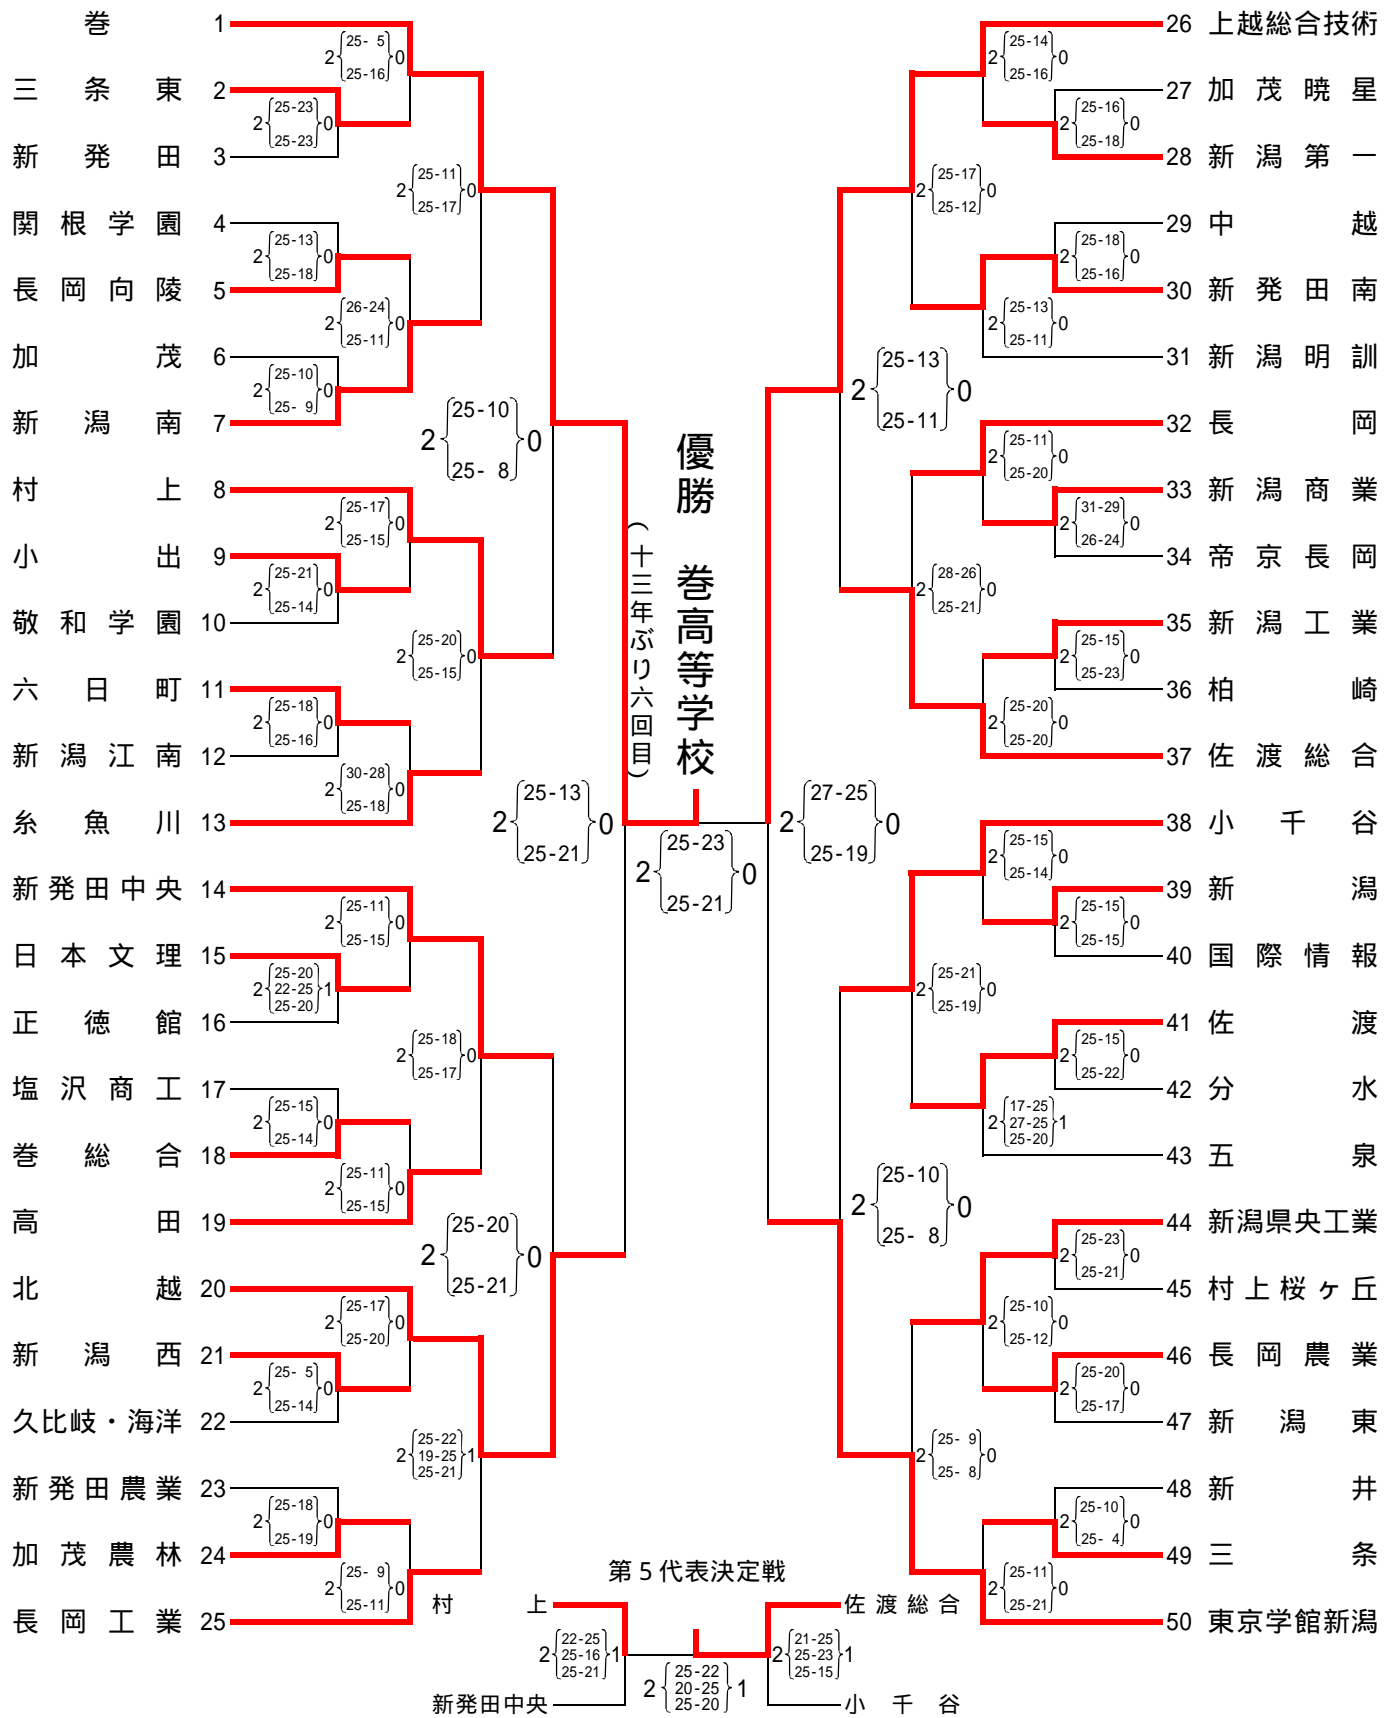 巻 1
三条東 2
新発田 3
関根学園 4
長岡向陵 5
加茂 6
新潟南 7
村上 8
小出 9
敬和学園 10
六日町 11
新潟江南 12
糸魚川 13
新発田中央 14
日本文理 15
正徳館 16
塩沢商工 17
巻総合 18
高田 19
北越 20
新潟西 21
久比岐・海洋 22
新発田農業 23
加茂農林 24
長岡工業 25
2 25- 5 0
25-16
2 25-23 0
25-23
2 25-11 0
25-17
2 25-13 0
25-18
2 26-24 0
25-11
2 25-10 0
25- 9
2 25-10 0
25- 8
2 25-17 0
25-15
2 25-21 0
25-14
2 25-20 0
25-15
2 25-18 0
25-16
2 30-28 0
25-18
2 25-13 0
25-21
2 25-11 0
25-15
2 25-20 1
22-25
25-20
2 25-18 0
25-17
2 25-15 0
25-14
2 25-11 0
25-15
2 25-20 0
25-21
2 25-17 0
25-20
2 25- 5 0
25-14
2 25-22 1
19-25
25-21
2 25-18 0
25-19
2 25- 9 0
25-11
優勝 巻高等学校
(十三年ぶり六回目)
2 25-23 0
25-21
26 上越総合技術
27 加茂暁星
28 新潟第一
29 中越
30 新発田南
31 新潟明訓
32 長岡
33 新潟商業
34 帝京長岡
35 新潟工業
36 柏崎
37 佐渡総合
38 小千谷
39 新潟
40 国際情報
41 佐渡
42 分水
43 五泉
44 新潟県央工業
45 村上桜ヶ丘
46 長岡農業
47 新潟東
48 新井
49 三条
50 東京学館新潟
2 25-14 0
25-16
2 25-16 0
25-18
2 25-17 0
25-12
2 25-18 0
25-16
2 25-13 0
25-11
2 25-13 0
25-11
2 25-11 0
25-20
2 31-29 0
26-24
2 28-26 0
25-21
2 25-15 0
25-23
2 25-20 0
25-20
2 27-25 0
25-19
2 25-15 0
25-14
2 25-15 0
25-15
2 25-21 0
25-19
2 25-15 0
25-22
2 17-25 1
27-25
25-20
2 25-10 0
25- 8
2 25-23 0
25-21
2 25-10 0
25-12
2 25-20 0
25-17
2 25- 9 0
25- 8
2 25-10 0
25- 4
2 25-11 0
25-21
第5代表決定戦
村上
佐渡総合
2 22-25 1
25-16
25-21
2 21-25 1
25-23
25-15
2 25-22 1
20-25
25-20
新発田中央
小千谷